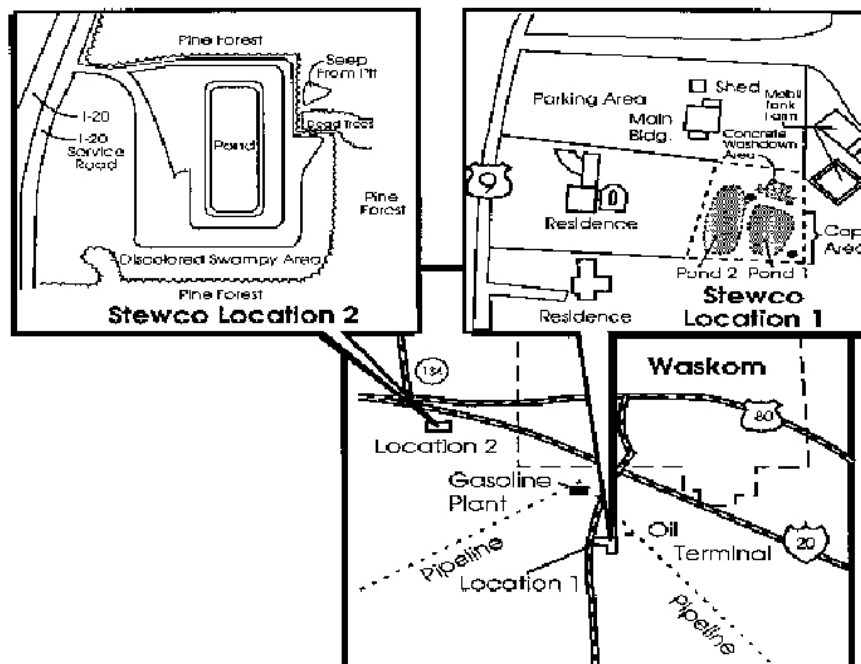 Pine Forest
Seep
From Pit
Dead Trees
I-20
I-20
Service
Road
Pond
Pine
Forest
Discolored Swampy Area
Pine Forest
Stewco Location 2
Shed
Mobil
Tank
Farm
Parking Area
Main
Bldg.
Concrete
Washdown
Area
9
Residence
Cap
Area
Pond 2
Pond 1
Stewco
Location 1
Residence
134
Waskom
80
Location 2
Gasoline
Plant
Oil
Terminal
20
Pipeline
Location 1
Pipeline